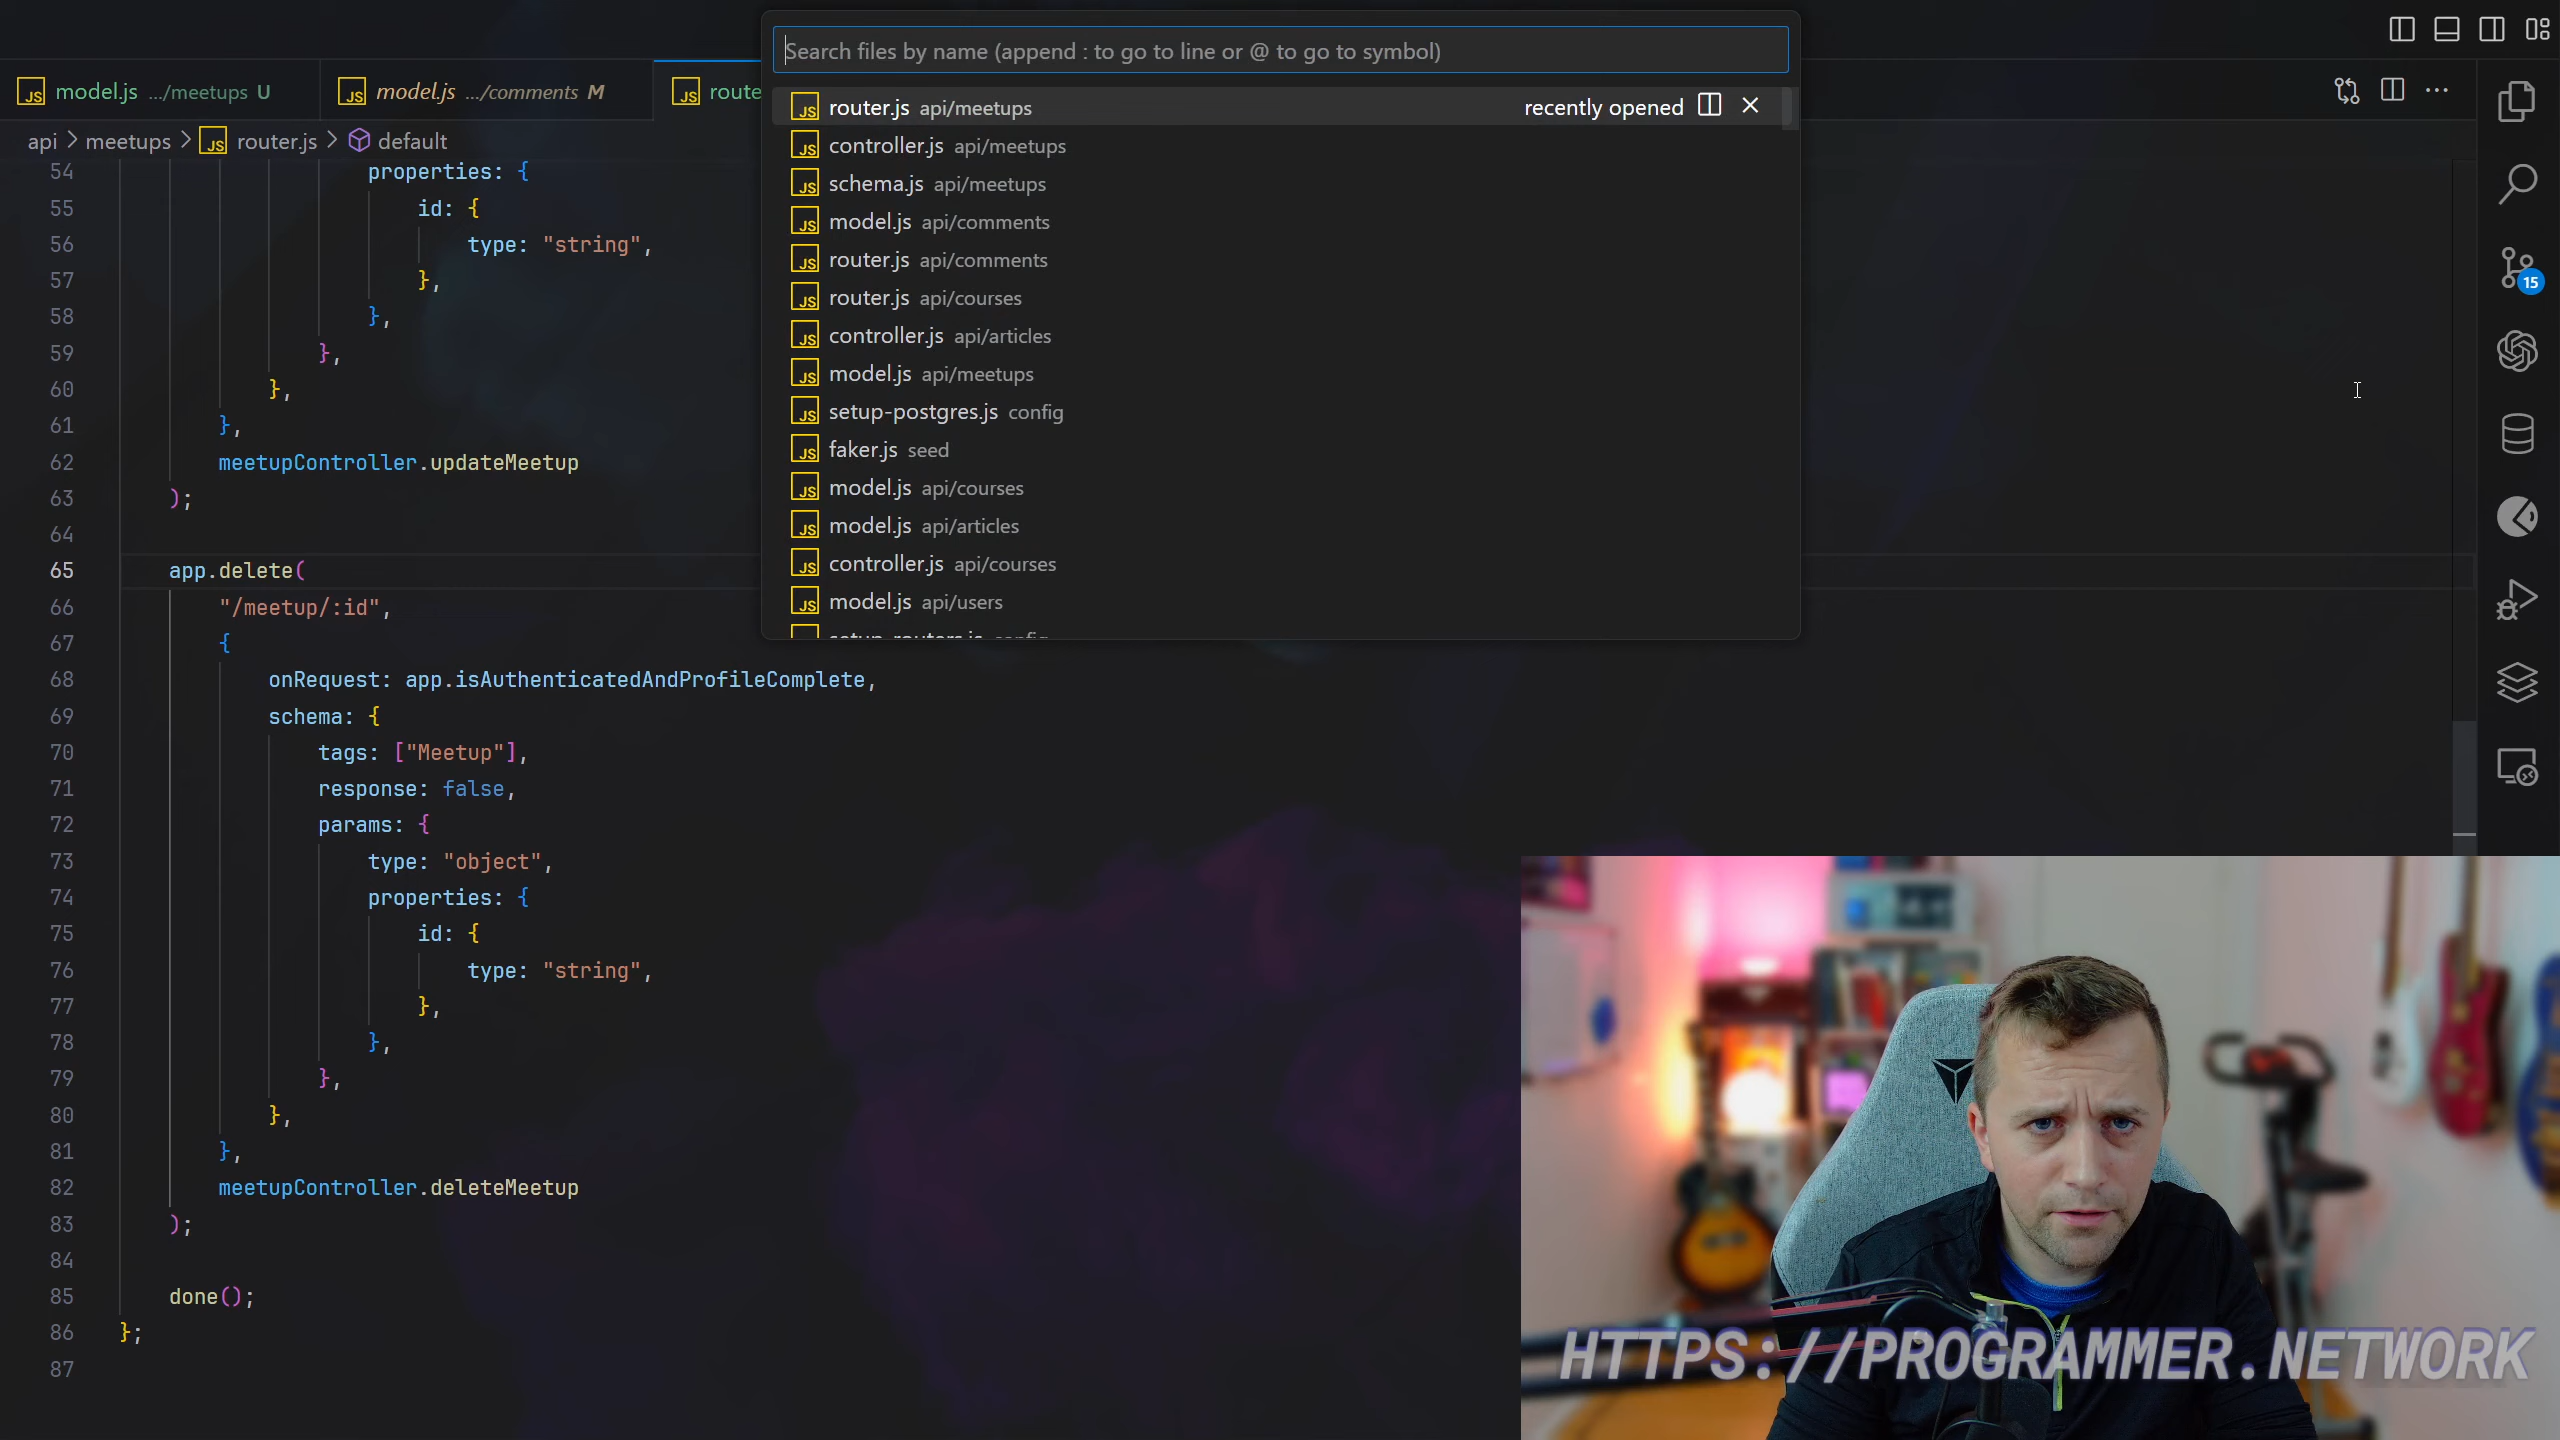 Search files by name (append : to go to line or @ to go to symbol)
model.js .../meetups U
model.js .../comments M
route
router.js api/meetups recently opened
controller.js api/meetups
schema.js api/meetups
model.js api/comments
router.js api/comments
router.js api/courses
controller.js api/articles
model.js api/meetups
setup-postgres.js config
faker.js seed
model.js api/courses
model.js api/articles
controller.js api/courses
model.js api/users
setup-routers.js config
api > meetups > router.js > default
54 properties: {
55 id: {
56 type: "string",
57 },
58 },
59 },
60 },
61 },
62 meetupController.updateMeetup
63 );
64
65 app.delete(
66 "/meetup/:id",
67 {
68 onRequest: app.isAuthenticatedAndProfileComplete,
69 schema: {
70 tags: ["Meetup"],
71 response: false,
72 params: {
73 type: "object",
74 properties: {
75 id: {
76 type: "string",
77 },
78 },
79 },
80 },
81 },
82 meetupController.deleteMeetup
83 );
84
85 done();
86 };
87
15
HTTPS://PROGRAMMER.NETWORK